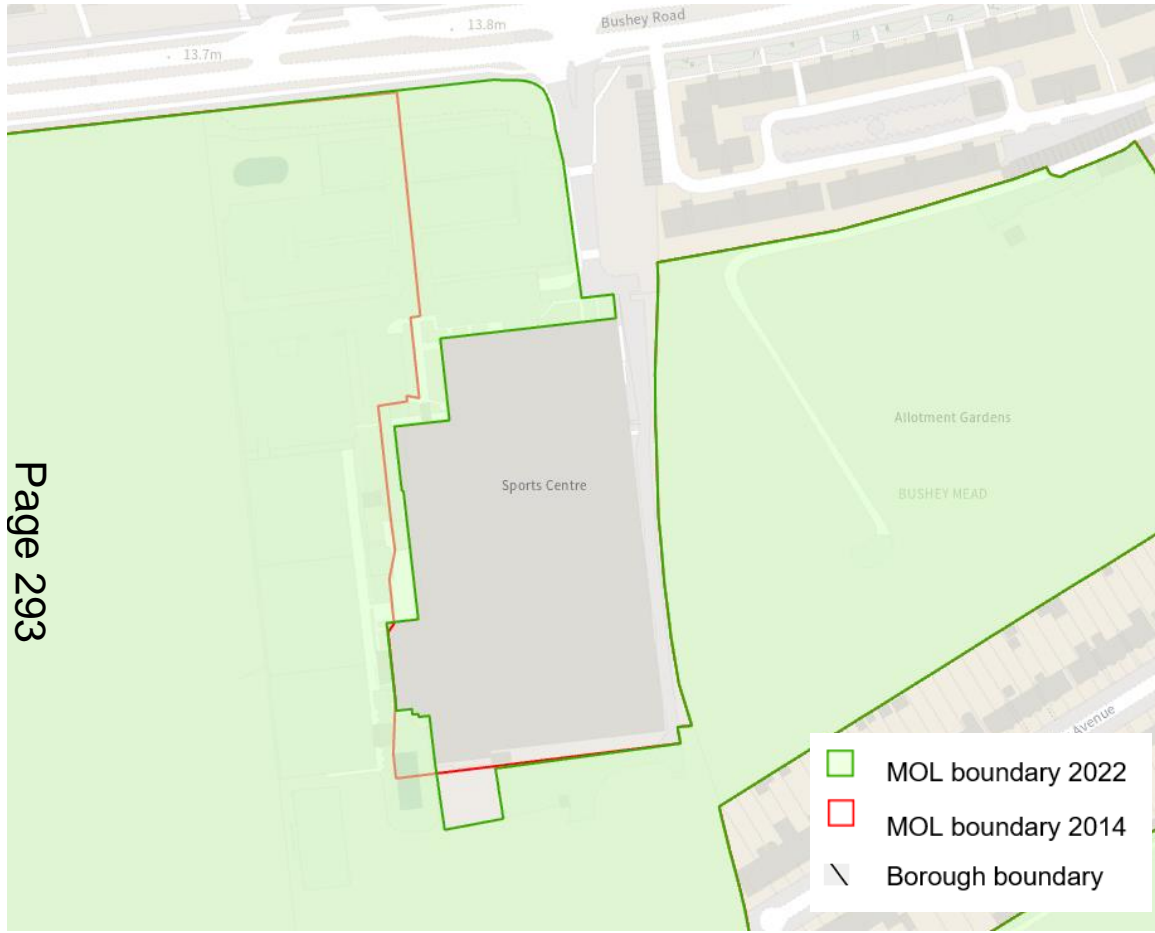 Bushey Road
13.8m
13.7m
Allotment Gardens
Sports Centre
BUSHEY MEAD
Page 293
Avenue
MOL boundary 2022
MOL boundary 2014
Borough boundary